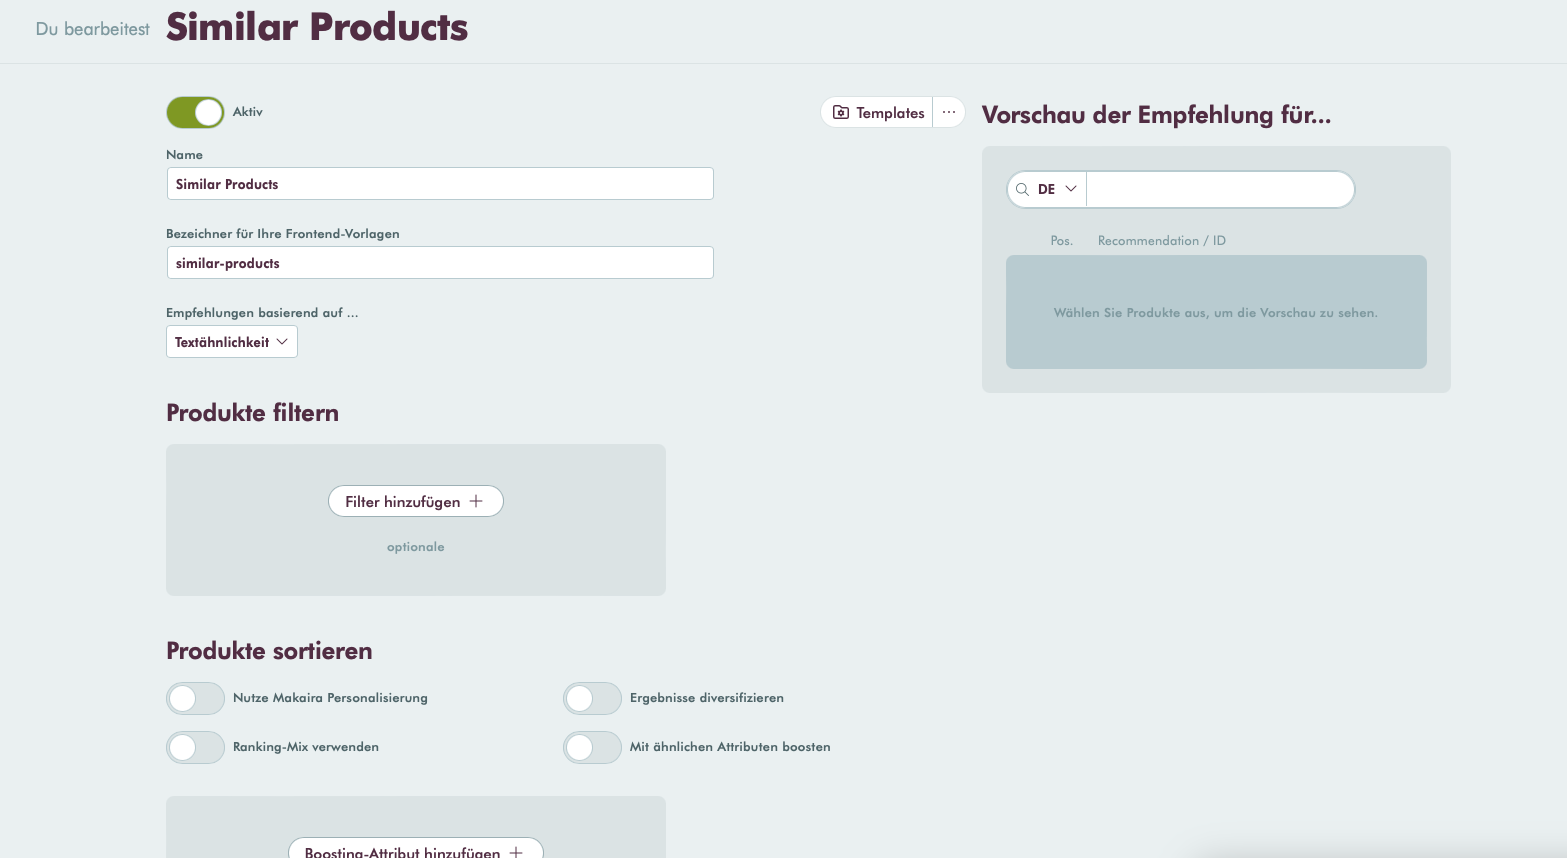 Du bearbeitest Similar Products
Aktiv
Templates
Name
Similar Products
Bezeichner für Ihre Frontend-Vorlagen
similar-products
Empfehlungen basierend auf ...
Textähnlichkeit
Produkte filtern
Filter hinzufügen
optionale
Produkte sortieren
Nutze Makaira Personalisierung
Ergebnisse diversifizieren
Ranking-Mix verwenden
Mit ähnlichen Attributen boosten
Boosting-Attribut hinzufügen
Vorschau der Empfehlung für...
DE
Pos. Recommendation / ID
Wählen Sie Produkte aus, um die Vorschau zu sehen.